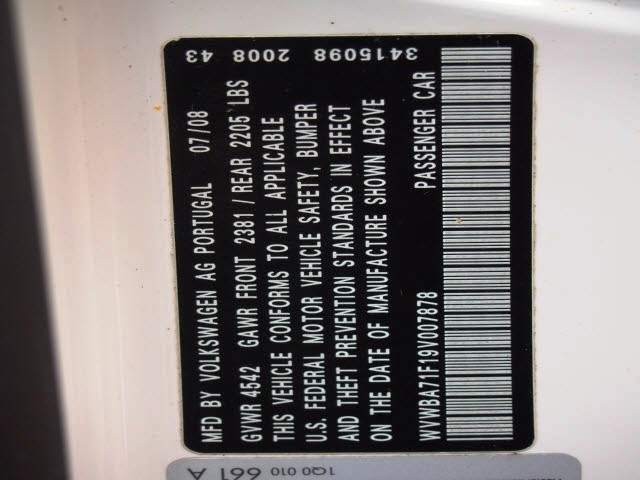 MFD BY VOLKSWAGEN AG PORTUGAL 07/08
GVWR 4542 GAWR FRONT 2381 / REAR 2205 LBS
THIS VEHICLE CONFORMS TO ALL APPLICABLE
U.S. FEDERAL MOTOR VEHICLE SAFETY, BUMPER
AND THEFT PREVENTION STANDARDS IN EFFECT
ON THE DATE OF MANUFACTURE SHOWN ABOVE
WVWBA71F19V007878 PASSENGER CAR
3415098 2008 43
1Q0 010 661 A